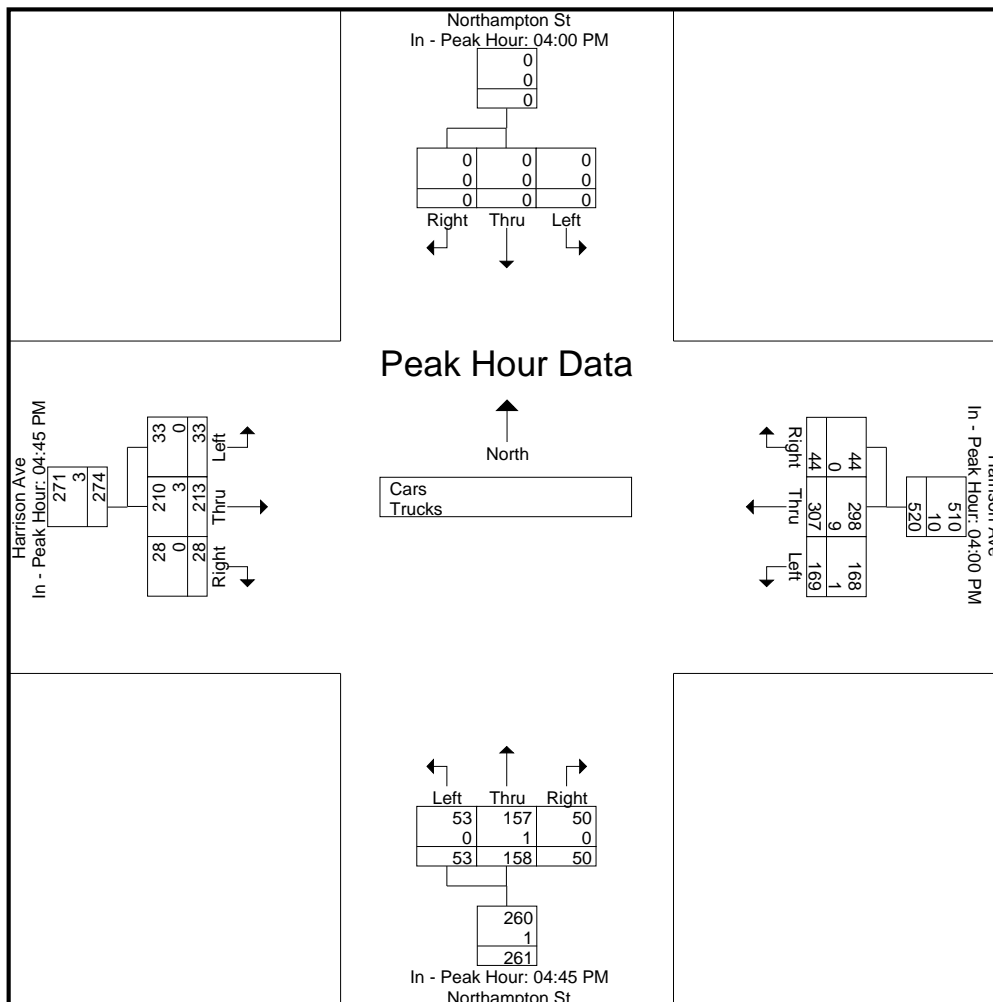 Northampton St
In - Peak Hour: 04:00 PM
0
0
0
0 0 0
0 0 0
0 0 0
Right Thru Left
Peak Hour Data
North
Cars
Trucks
Harrison Ave
In - Peak Hour: 04:45 PM
271
3
274
33 0 33 Left
210 3 213 Thru
28 0 28 Right
Right 44 0 44
Thru 307 9 298
Left 169 1 168
510
10
520
In - Peak Hour: 04:00 PM
Harrison Ave
Left Thru Right
53 157 50
0 1 0
53 158 50
260
1
261
In - Peak Hour: 04:45 PM
Northampton St